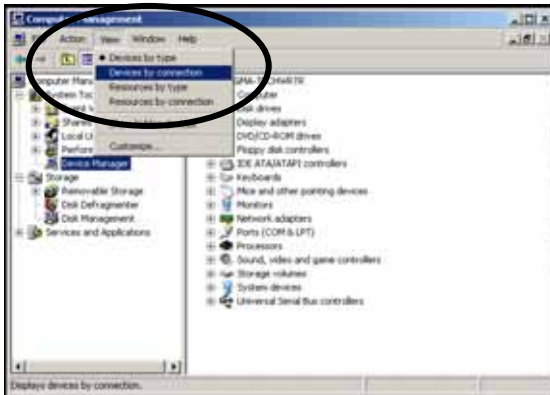 Computer Management
Action View Window Help
Devices by type
Devices by connection
Resources by type
Resources by connection
Customize...
Device Manager
Storage
Removable Storage
Disk Defragmenter
Disk Management
Services and Applications
Computer
Disk drives
Display adapters
DVD/CD-ROM drives
Floppy disk controllers
IDE ATA/ATAPI controllers
Keyboards
Mice and other pointing devices
Monitors
Network adapters
Ports (COM & LPT)
Processors
Sound, video and game controllers
Storage volumes
System devices
Universal Serial Bus controllers
Displays devices by connection.